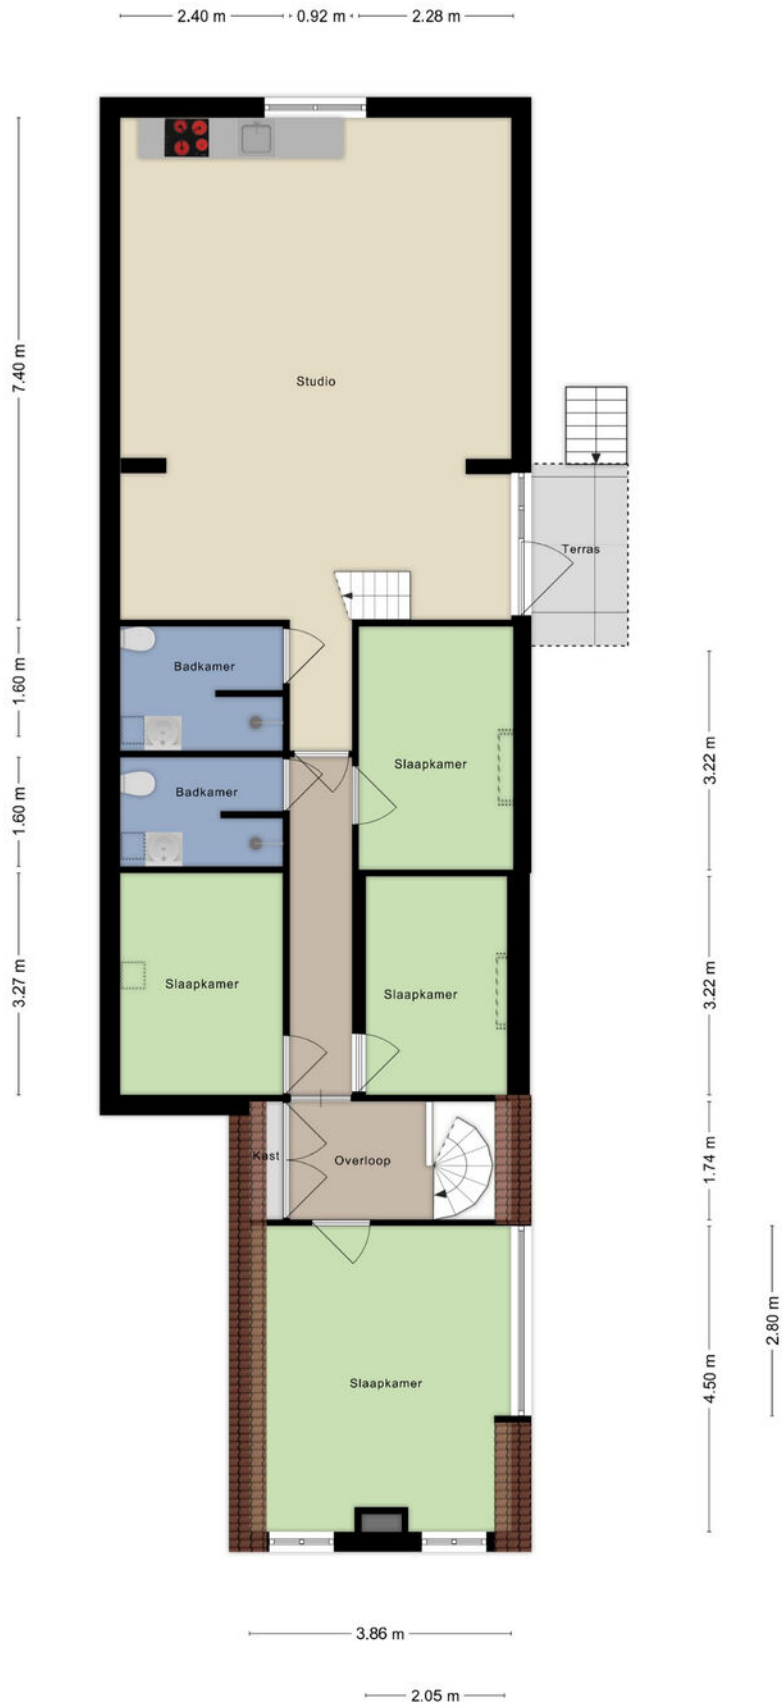 2.40 m
0.92 m
2.28 m
7.40 m
Studio
Terras
1.60 m
Badkamer
Slaapkamer
3.22 m
1.60 m
Badkamer
3.27 m
Slaapkamer
Slaapkamer
3.22 m
Kast
Overloop
1.74 m
Slaapkamer
4.50 m
2.80 m
3.86 m
2.05 m